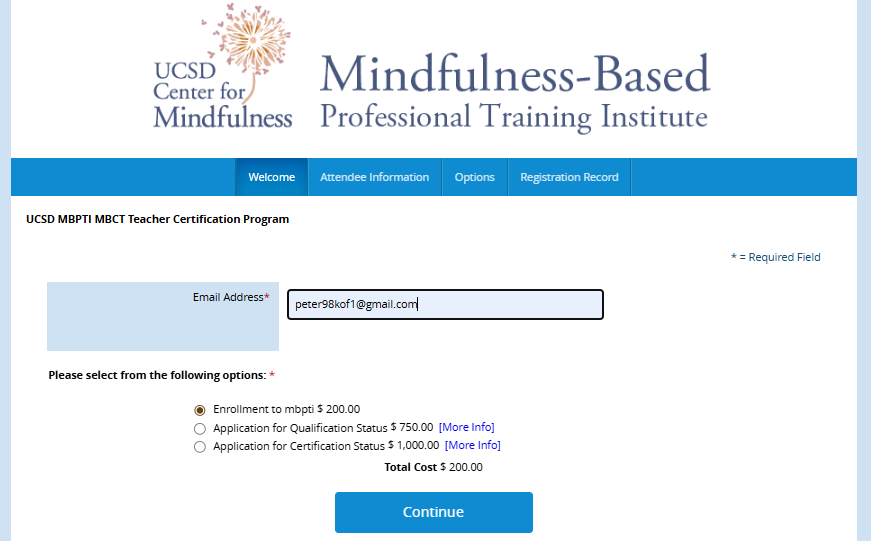 UCSD
Center for
Mindfulness
Mindfulness-Based
Professional Training Institute
Welcome
Attendee Information
Options
Registration Record
UCSD MBPTI MBCT Teacher Certification Program
* = Required Field
Email Address*
peter98kof1@gmail.com
Please select from the following options: *
Enrollment to mbpti $ 200.00
Application for Qualification Status $ 750.00 [More Info]
Application for Certification Status $ 1,000.00 [More Info]
Total Cost $ 200.00
Continue